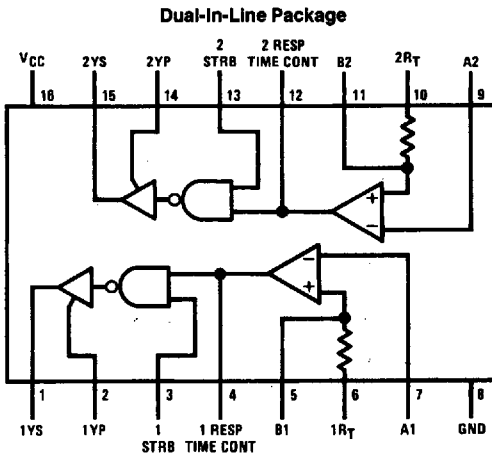 Dual-In-Line Package
2 2 RESP
VCC 2YS 2YP STRB TIME CONT B2 2RT A2
16 15 14 13 12 11 10 9
+
−
−
+
1 2 3 4 5 6 7 8
1YS 1YP 1 1 RESP B1 1RT A1 GND
STRB TIME CONT